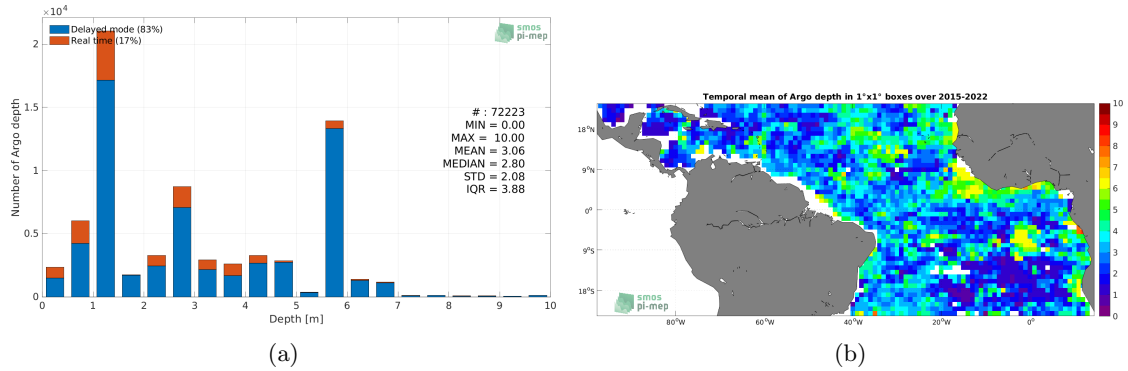 ×10⁴
Delayed mode (83%)
Real time (17%)
smos
pi-mep
2
1.5
1
0.5
0
Number of Argo depth
# : 72223
MIN = 0.00
MAX = 10.00
MEAN = 3.06
MEDIAN = 2.80
STD = 2.08
IQR = 3.88
0 1 2 3 4 5 6 7 8 9 10
Depth [m]
(a)
Temporal mean of Argo depth in 1°x1° boxes over 2015-2022
18°N
9°N
0°
9°S
18°S
80°W 60°W 40°W 20°W 0°
10
9
8
7
6
5
4
3
2
1
0
smos
pi-mep
(b)